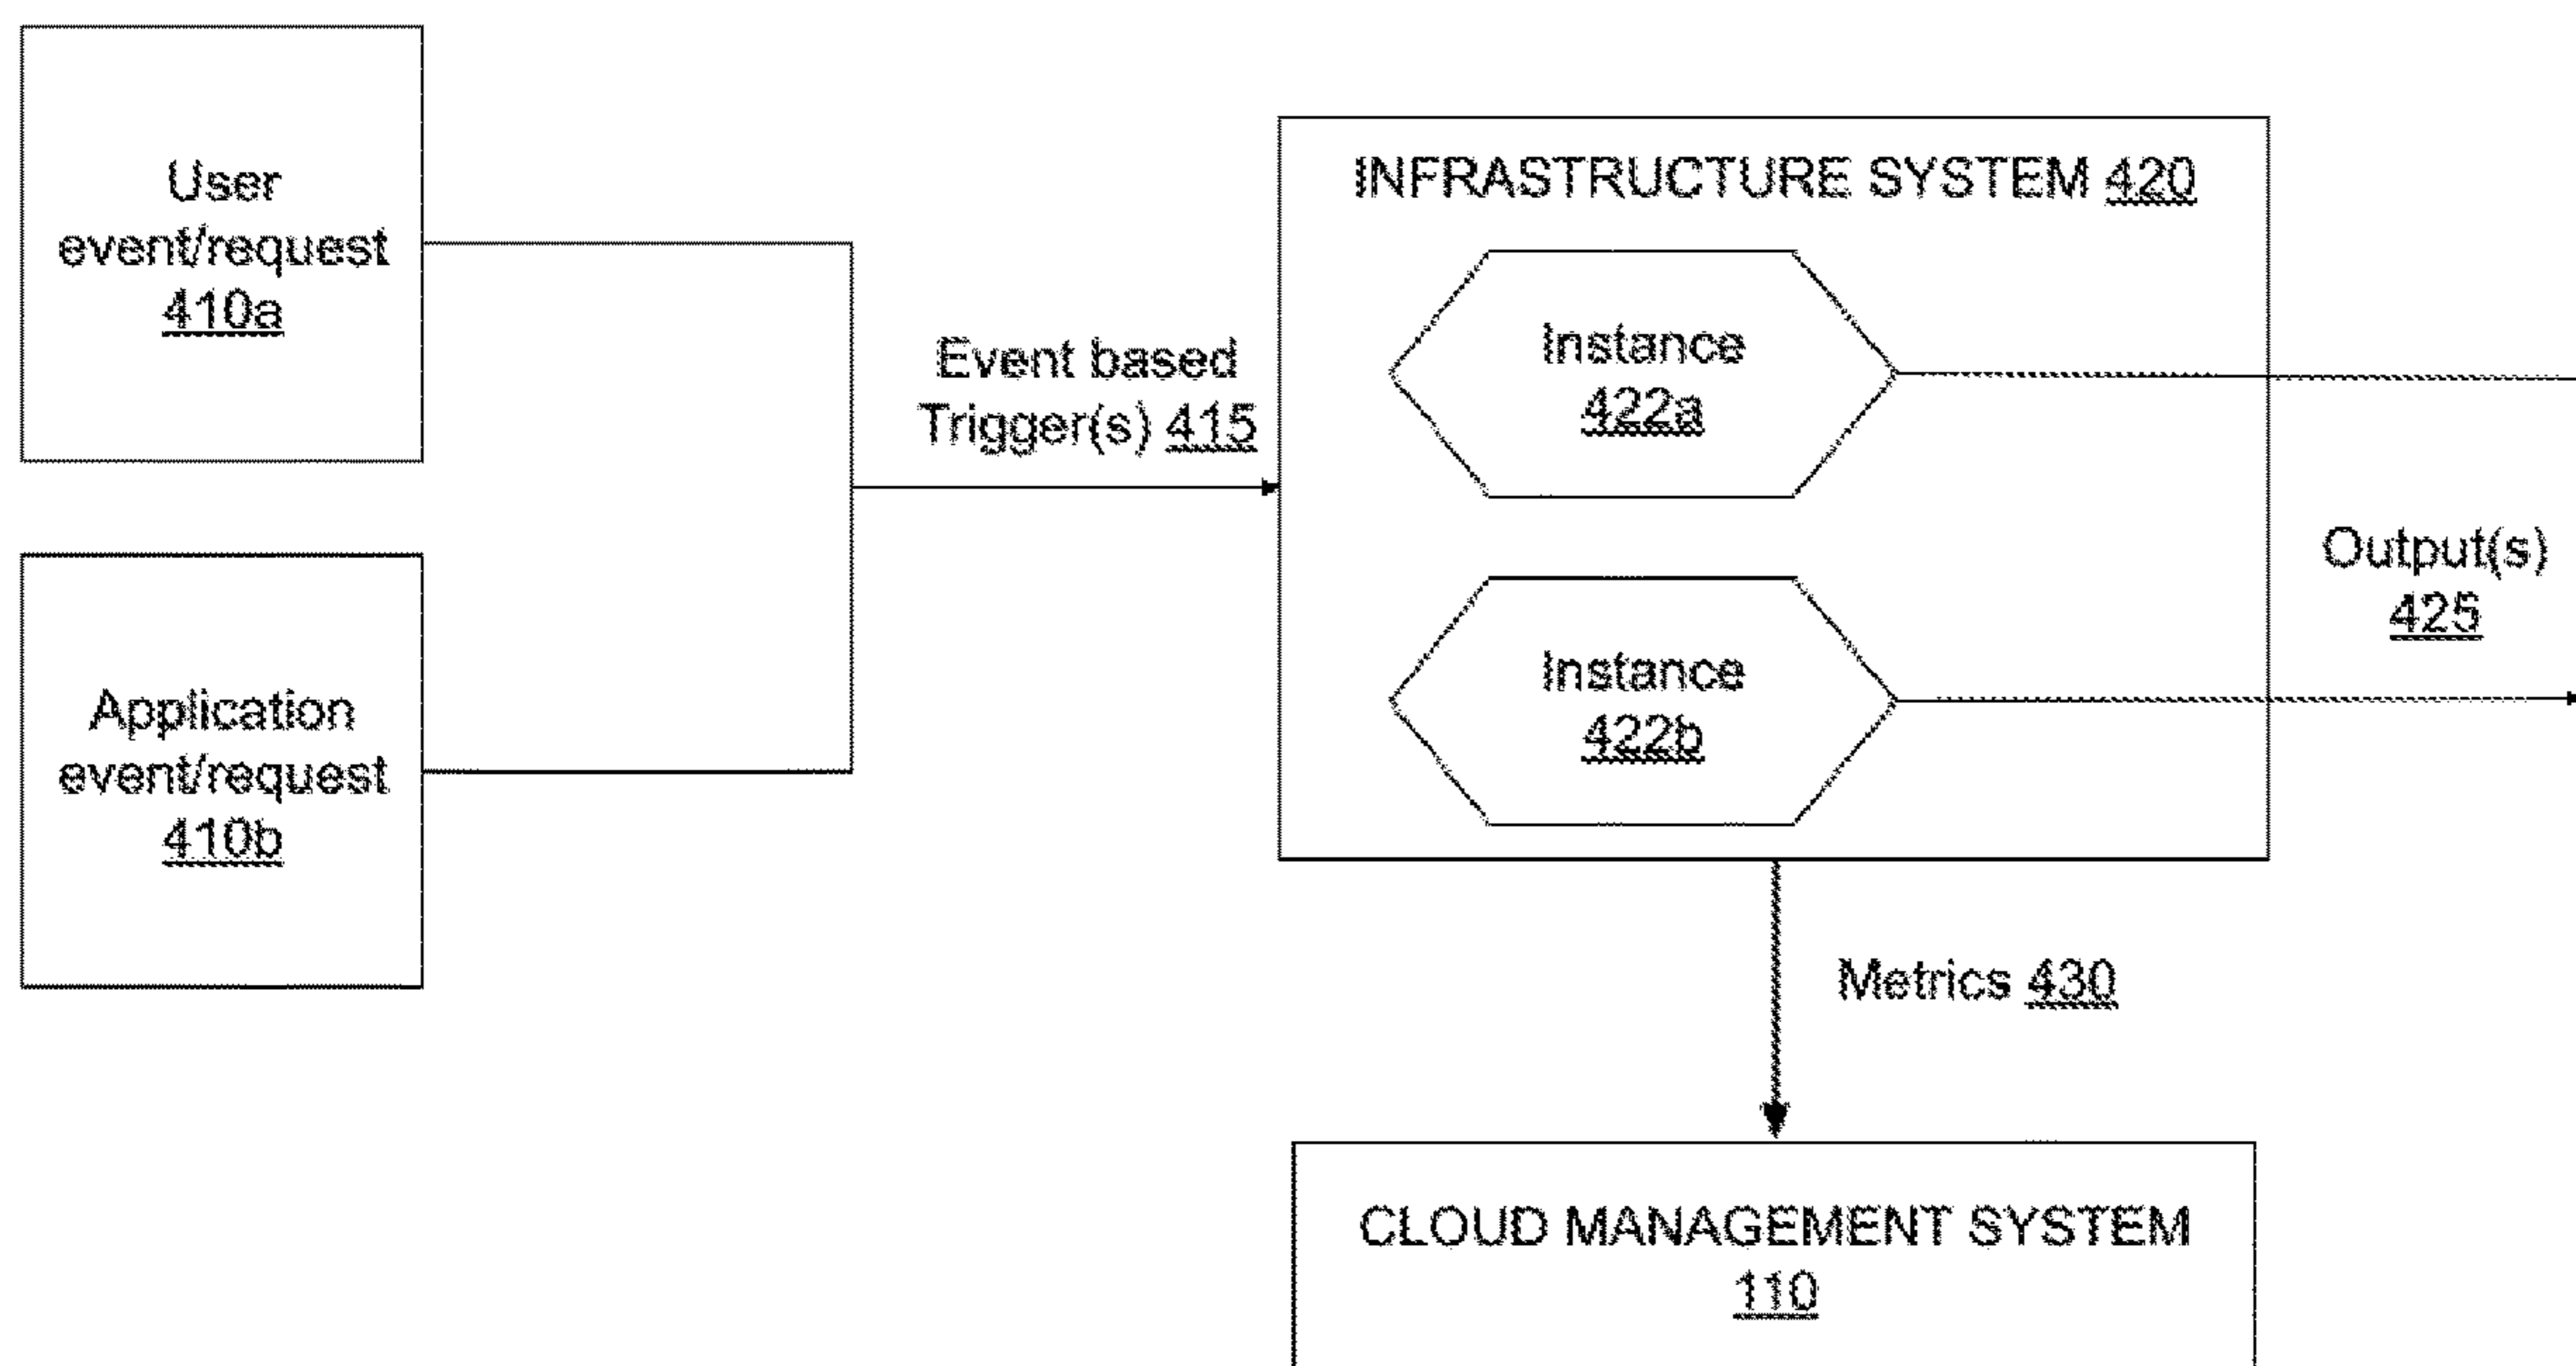 User
event/request
410a
Application
event/request
410b
Event based
Trigger(s) 415
INFRASTRUCTURE SYSTEM 420
Instance
422a
Instance
422b
Output(s)
425
Metrics 430
CLOUD MANAGEMENT SYSTEM
110